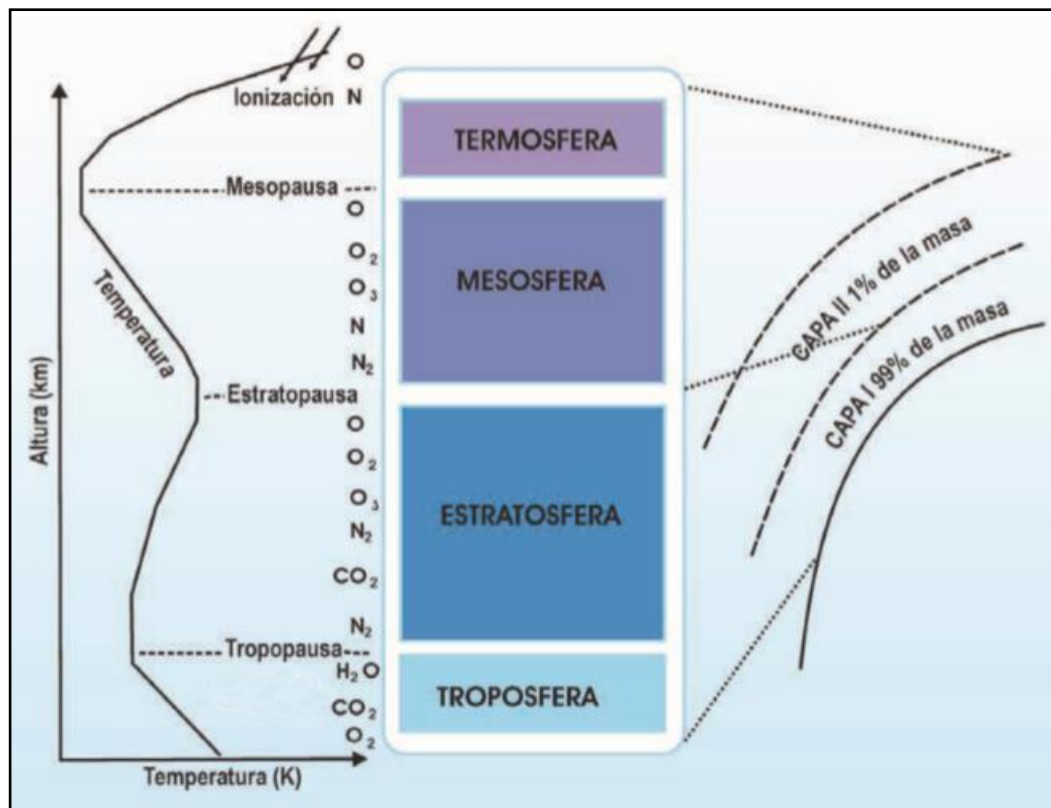 O
Ionización N
TERMOSFERA
Mesopausa
O
O₂
MESOSFERA
O₃
N
N₂
Temperatura
CAPA II 1% de la masa
CAPA I 99% de la masa
Estratopausa
O
O₂
O₃
ESTRATOSFERA
N₂
CO₂
N₂
Altura (km)
Tropopausa
H₂O
TROPOSFERA
CO₂
O₂
Temperatura (K)